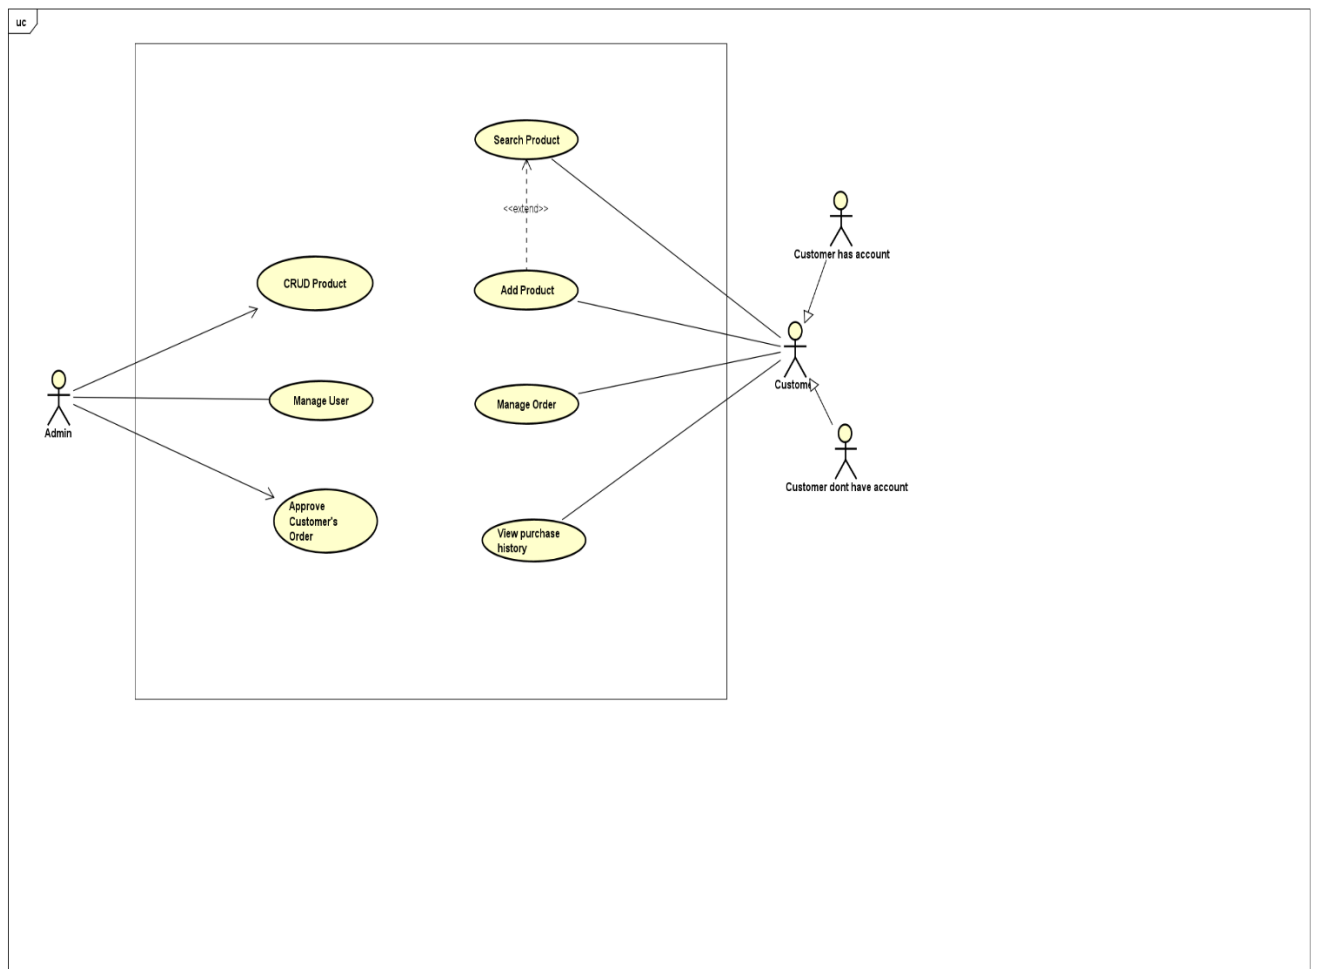 uc
Search Product
<<extend>>
Customer has account
CRUD Product
Add Product
Customer
Admin
Manage User
Manage Order
Customer dont have account
Approve
Customer's
Order
View purchase
history